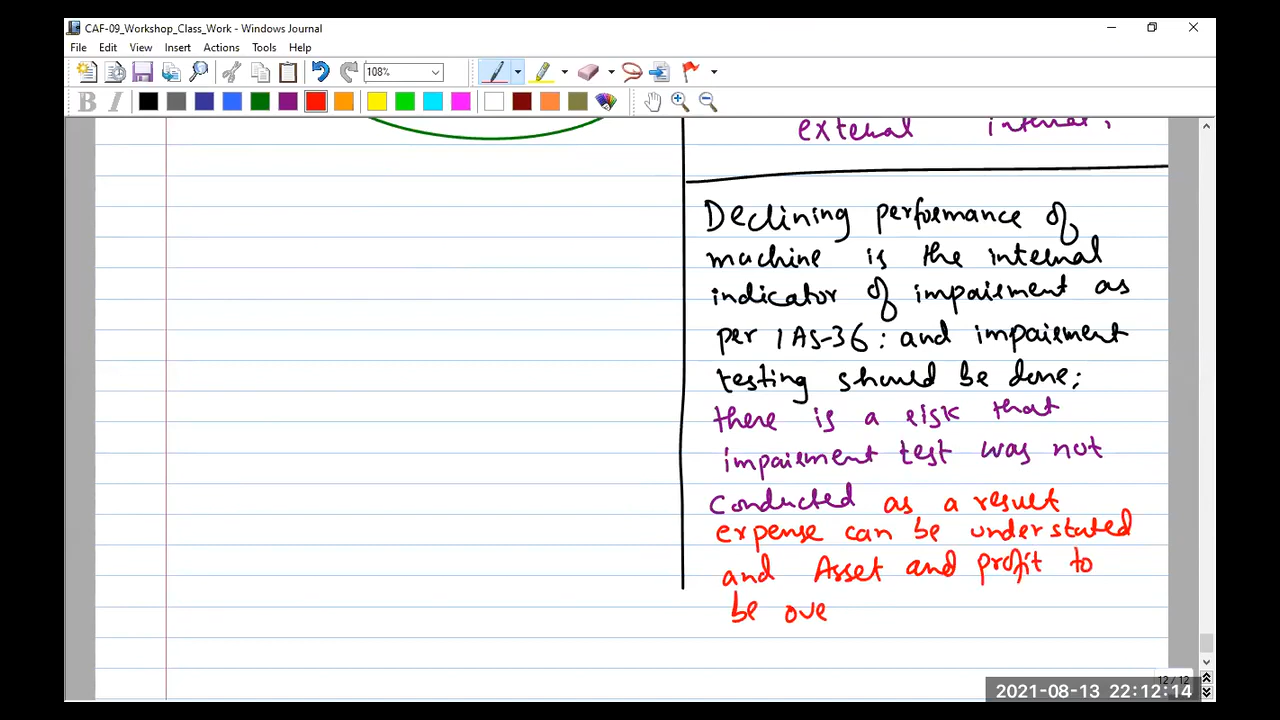 CAF-09_Workshop_Class_Work - Windows Journal
File Edit View Insert Actions Tools Help
108%
B I
external internal,
Declining performance of
machine is the internal
indicator of impairment as
per IAS-36: and impairment
testing should be done;
there is a risk that
impairment test was not
conducted as a result
expense can be understated
and Asset and profit to
be ove
12 / 12
2021-08-13 22:12:14